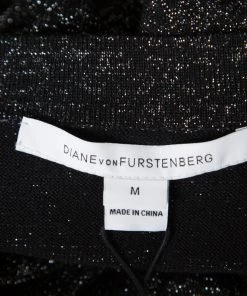 DIANE VON FURSTENBERG
M
MADE IN CHINA